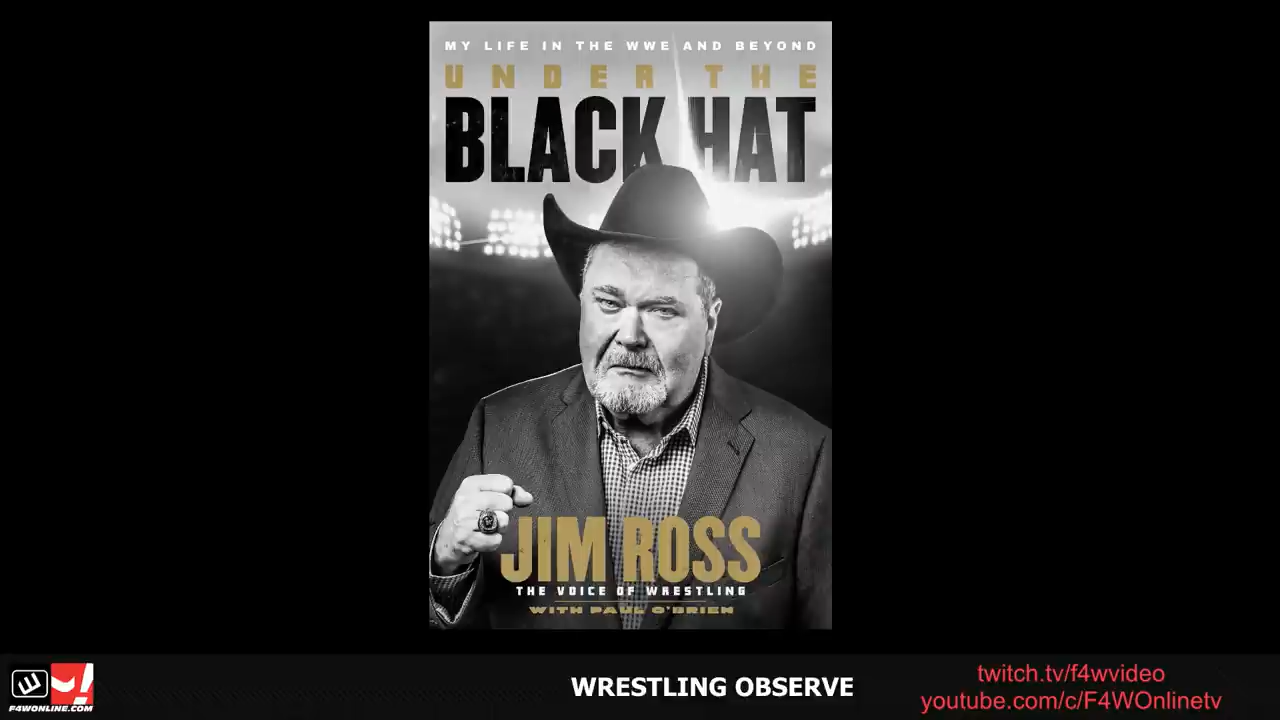 MY LIFE IN THE WWE AND BEYOND
UNDER THE
BLACK HAT
JIM ROSS
THE VOICE OF WRESTLING
WITH PAUL O'BRIEN
F4WONLINE.COM
WRESTLING OBSERVE
twitch.tv/f4wvideo
youtube.com/c/F4WOnlinetv